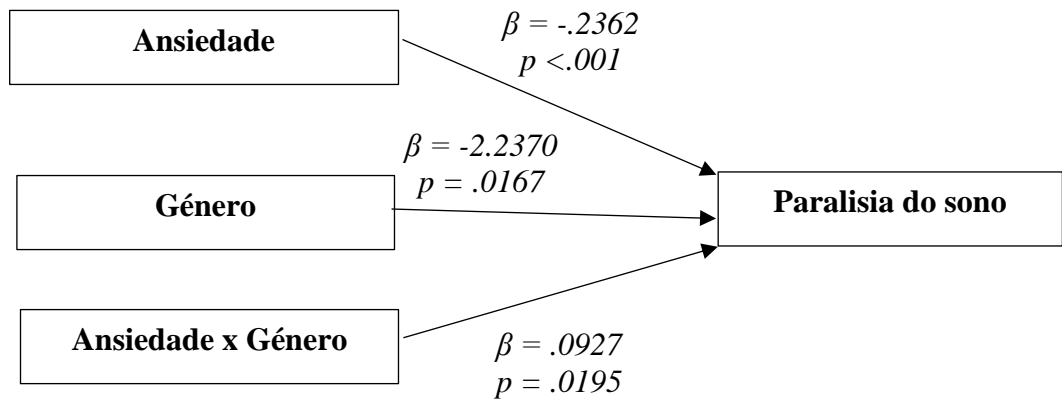 Ansiedade
β = -.2362
p <.001
Género
β = -2.2370
p = .0167
Paralisia do sono
Ansiedade x Género
β = .0927
p = .0195